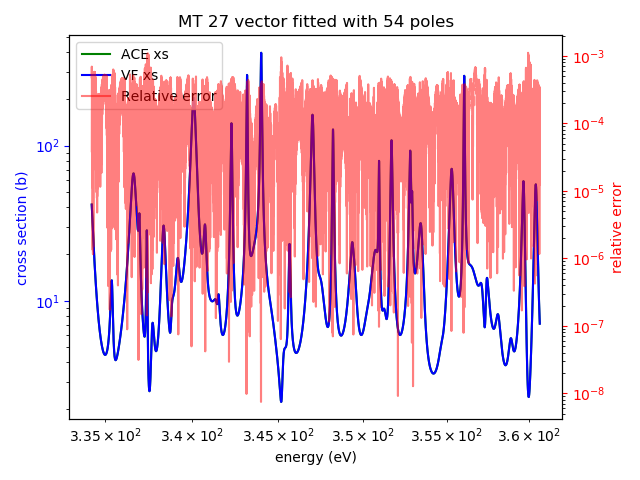 MT 27 vector fitted with 54 poles
ACE xs
VF xs
Relative error
10²
10¹
cross section (b)
10⁻³
10⁻⁴
10⁻⁵
10⁻⁶
10⁻⁷
10⁻⁸
relative error
3.35 × 10² 3.4 × 10² 3.45 × 10² 3.5 × 10² 3.55 × 10² 3.6 × 10²
energy (eV)